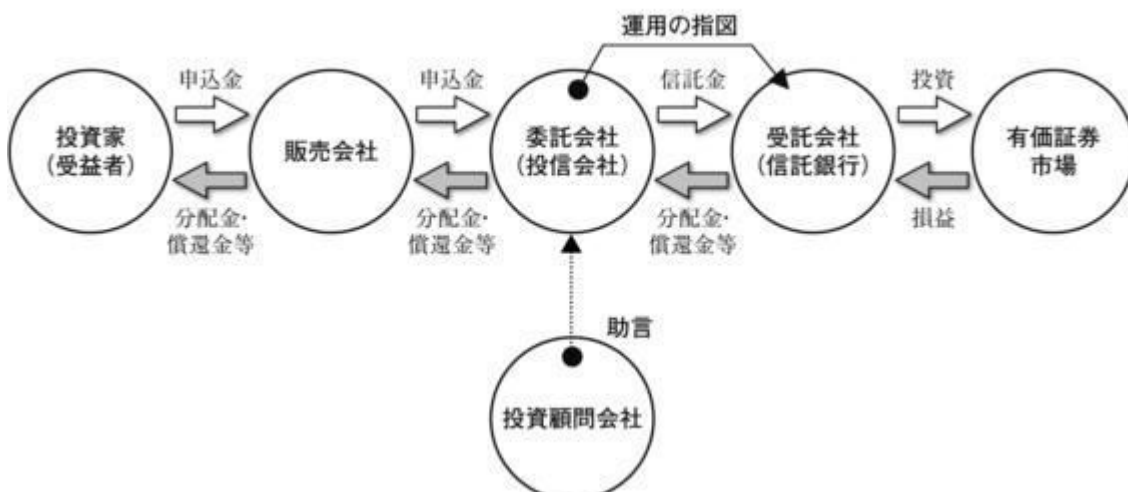 運用の指図
申込金
申込金
信託金
投資
投資家
(受益者)
販売会社
委託会社
(投信会社)
受託会社
(信託銀行)
有価証券
市場
分配金・
償還金等
分配金・
償還金等
分配金・
償還金等
損益
助言
投資顧問会社